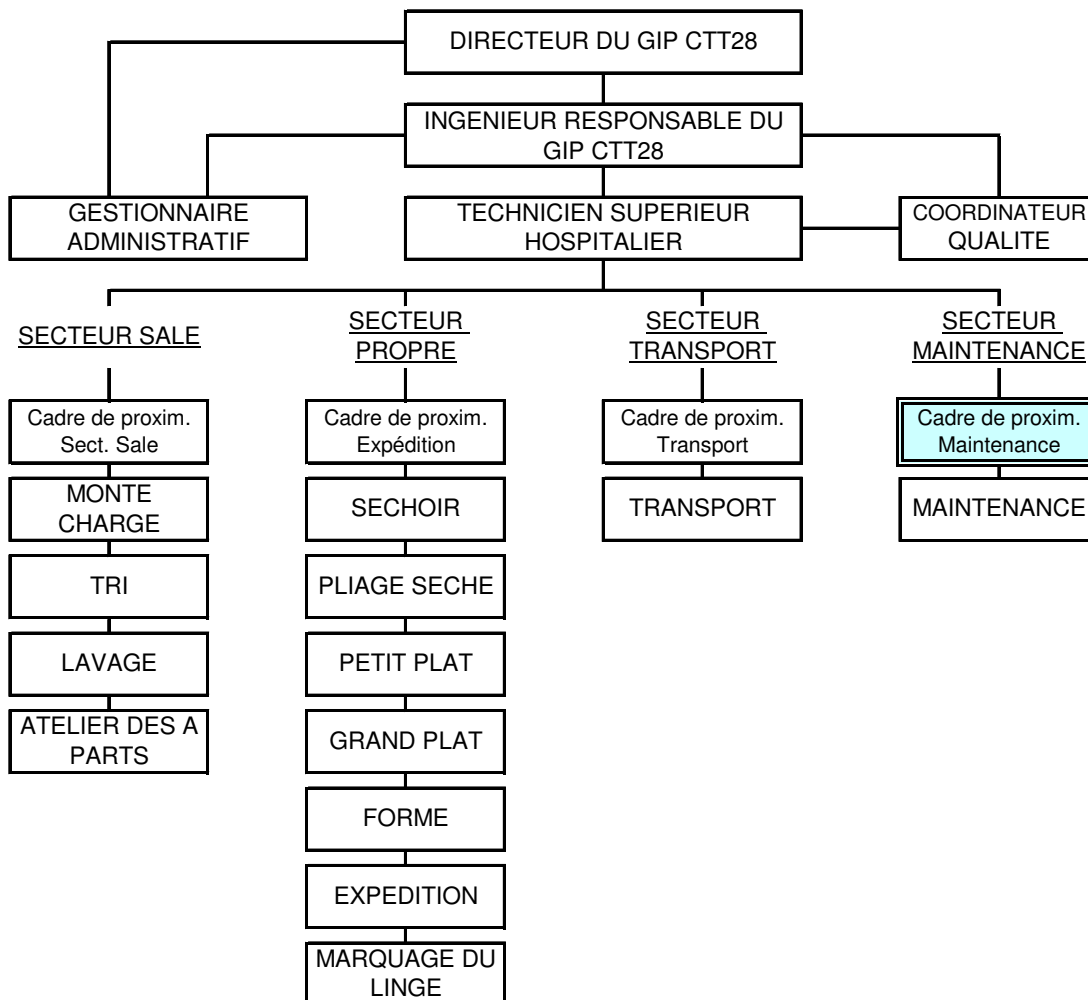 DIRECTEUR DU GIP CTT28
INGENIEUR RESPONSABLE DU
GIP CTT28
GESTIONNAIRE
ADMINISTRATIF
TECHNICIEN SUPERIEUR
HOSPITALIER
COORDINATEUR
QUALITE
SECTEUR SALE
SECTEUR
PROPRE
SECTEUR
TRANSPORT
SECTEUR
MAINTENANCE
Cadre de proxim.
Sect. Sale
Cadre de proxim.
Expédition
Cadre de proxim.
Transport
Cadre de proxim.
Maintenance
MONTE
CHARGE
SECHOIR
TRANSPORT
MAINTENANCE
TRI
PLIAGE SECHE
LAVAGE
PETIT PLAT
ATELIER DES A
PARTS
GRAND PLAT
FORME
EXPEDITION
MARQUAGE DU
LINGE